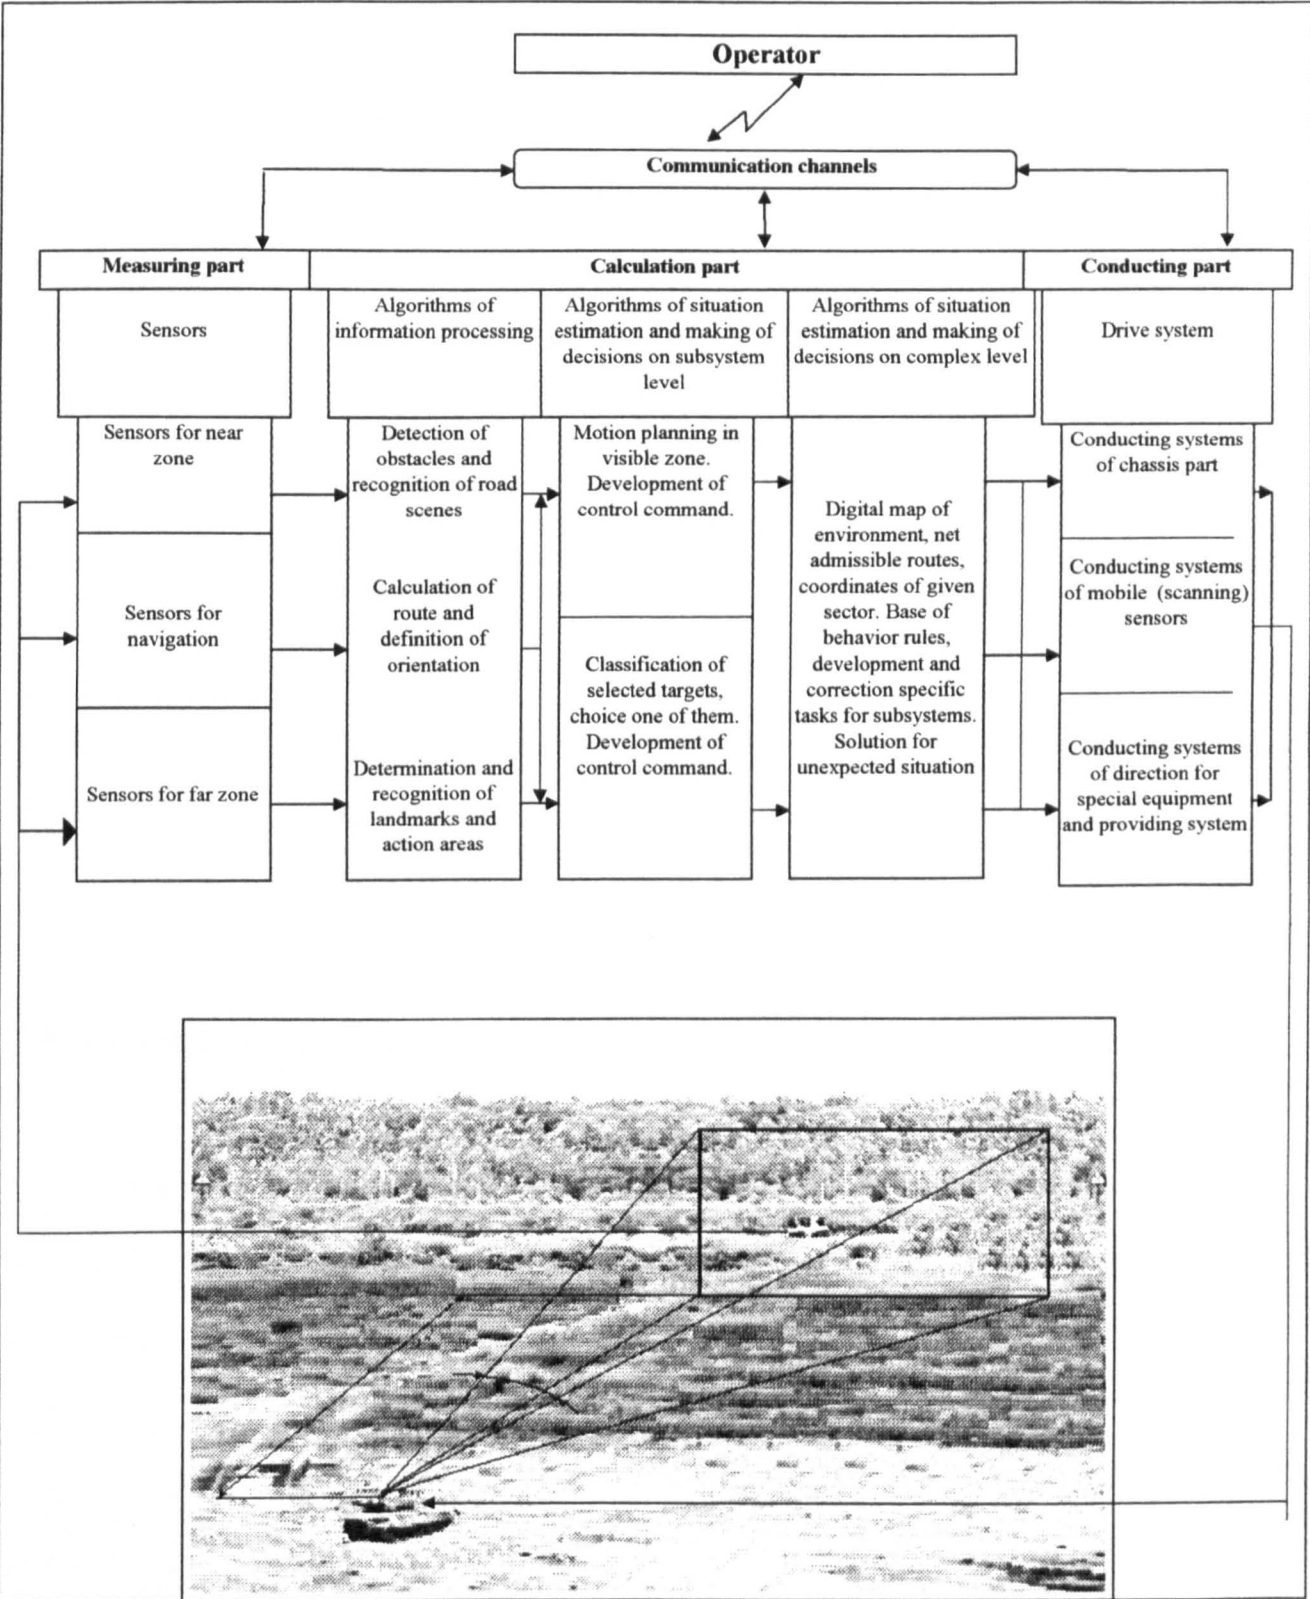 Operator
Communication channels
Measuring part
Calculation part
Conducting part
Sensors
Algorithms of
information processing
Algorithms of situation
estimation and making of
decisions on subsystem
level
Algorithms of situation
estimation and making of
decisions on complex level
Drive system
Sensors for near
zone
Sensors for
navigation
Sensors for far zone
Detection of
obstacles and
recognition of road
scenes
Calculation of
route and
definition of
orientation
Determination and
recognition of
landmarks and
action areas
Motion planning in
visible zone.
Development of
control command.
Classification of
selected targets,
choice one of them.
Development of
control command.
Digital map of
environment, net
admissible routes,
coordinates of given
sector. Base of
behavior rules,
development and
correction specific
tasks for subsystems.
Solution for
unexpected situation
Conducting systems
of chassis part
Conducting systems
of mobile (scanning)
sensors
Conducting systems
of direction for
special equipment
and providing system